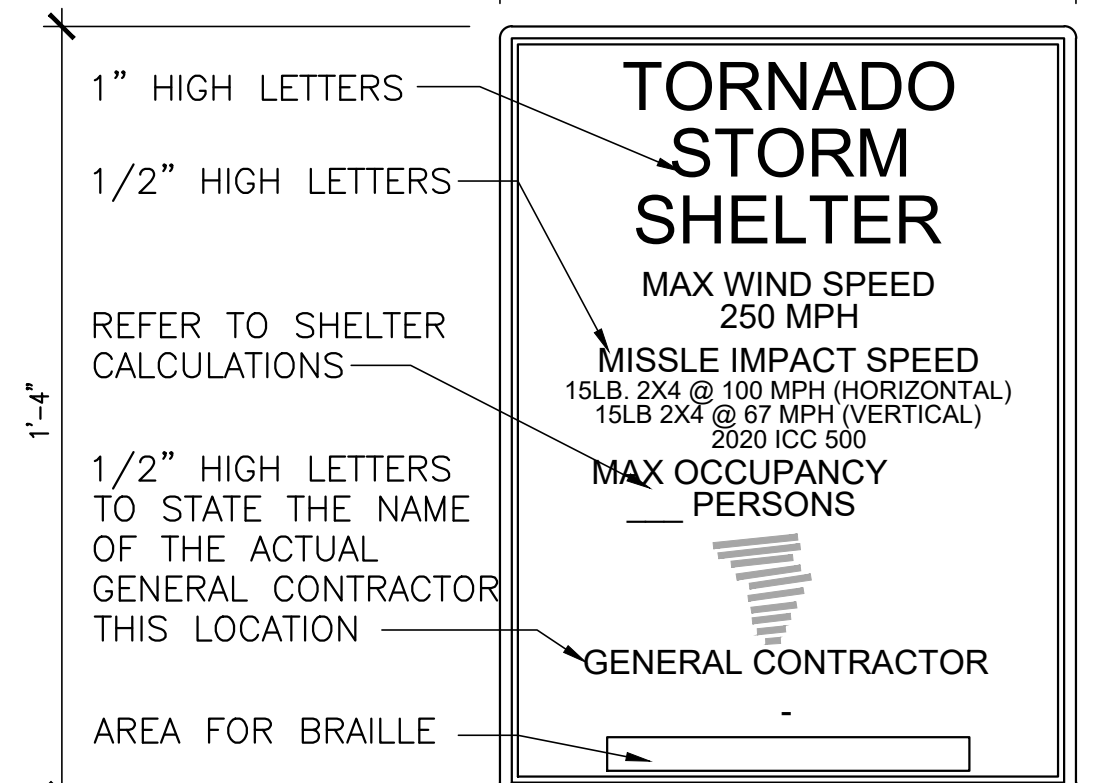 1” HIGH LETTERS
1/2” HIGH LETTERS
REFER TO SHELTER
CALCULATIONS
1'-4"
1/2” HIGH LETTERS
TO STATE THE NAME
OF THE ACTUAL
GENERAL CONTRACTOR
THIS LOCATION
AREA FOR BRAILLE
TORNADO
STORM
SHELTER
MAX WIND SPEED
250 MPH
MISSLE IMPACT SPEED
15LB. 2X4 @ 100 MPH (HORIZONTAL)
15LB 2X4 @ 67 MPH (VERTICAL)
2020 ICC 500
MAX OCCUPANCY
___ PERSONS
GENERAL CONTRACTOR
-